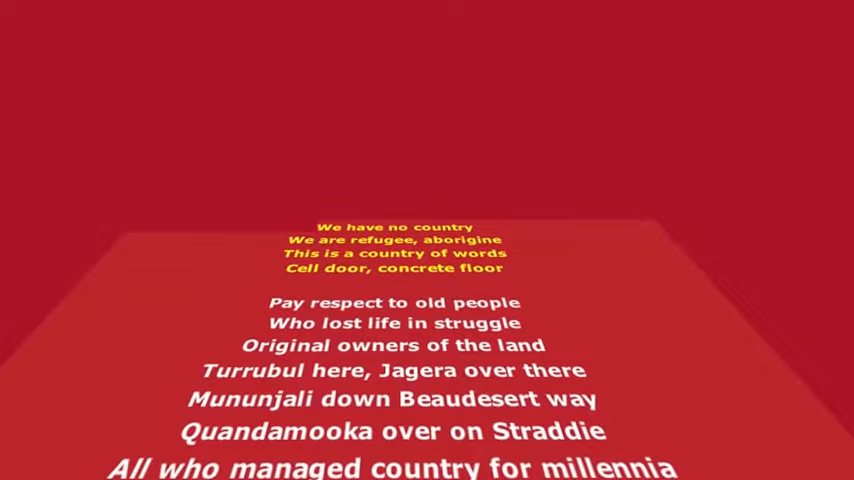 We have no country
We are refugee, aborigine
This is a country of words
Cell door, concrete floor
Pay respect to old people
Who lost life in struggle
Original owners of the land
Turrubul here, Jagera over there
Mununjali down Beaudesert way
Quandamooka over on Straddie
All who managed country for millennia